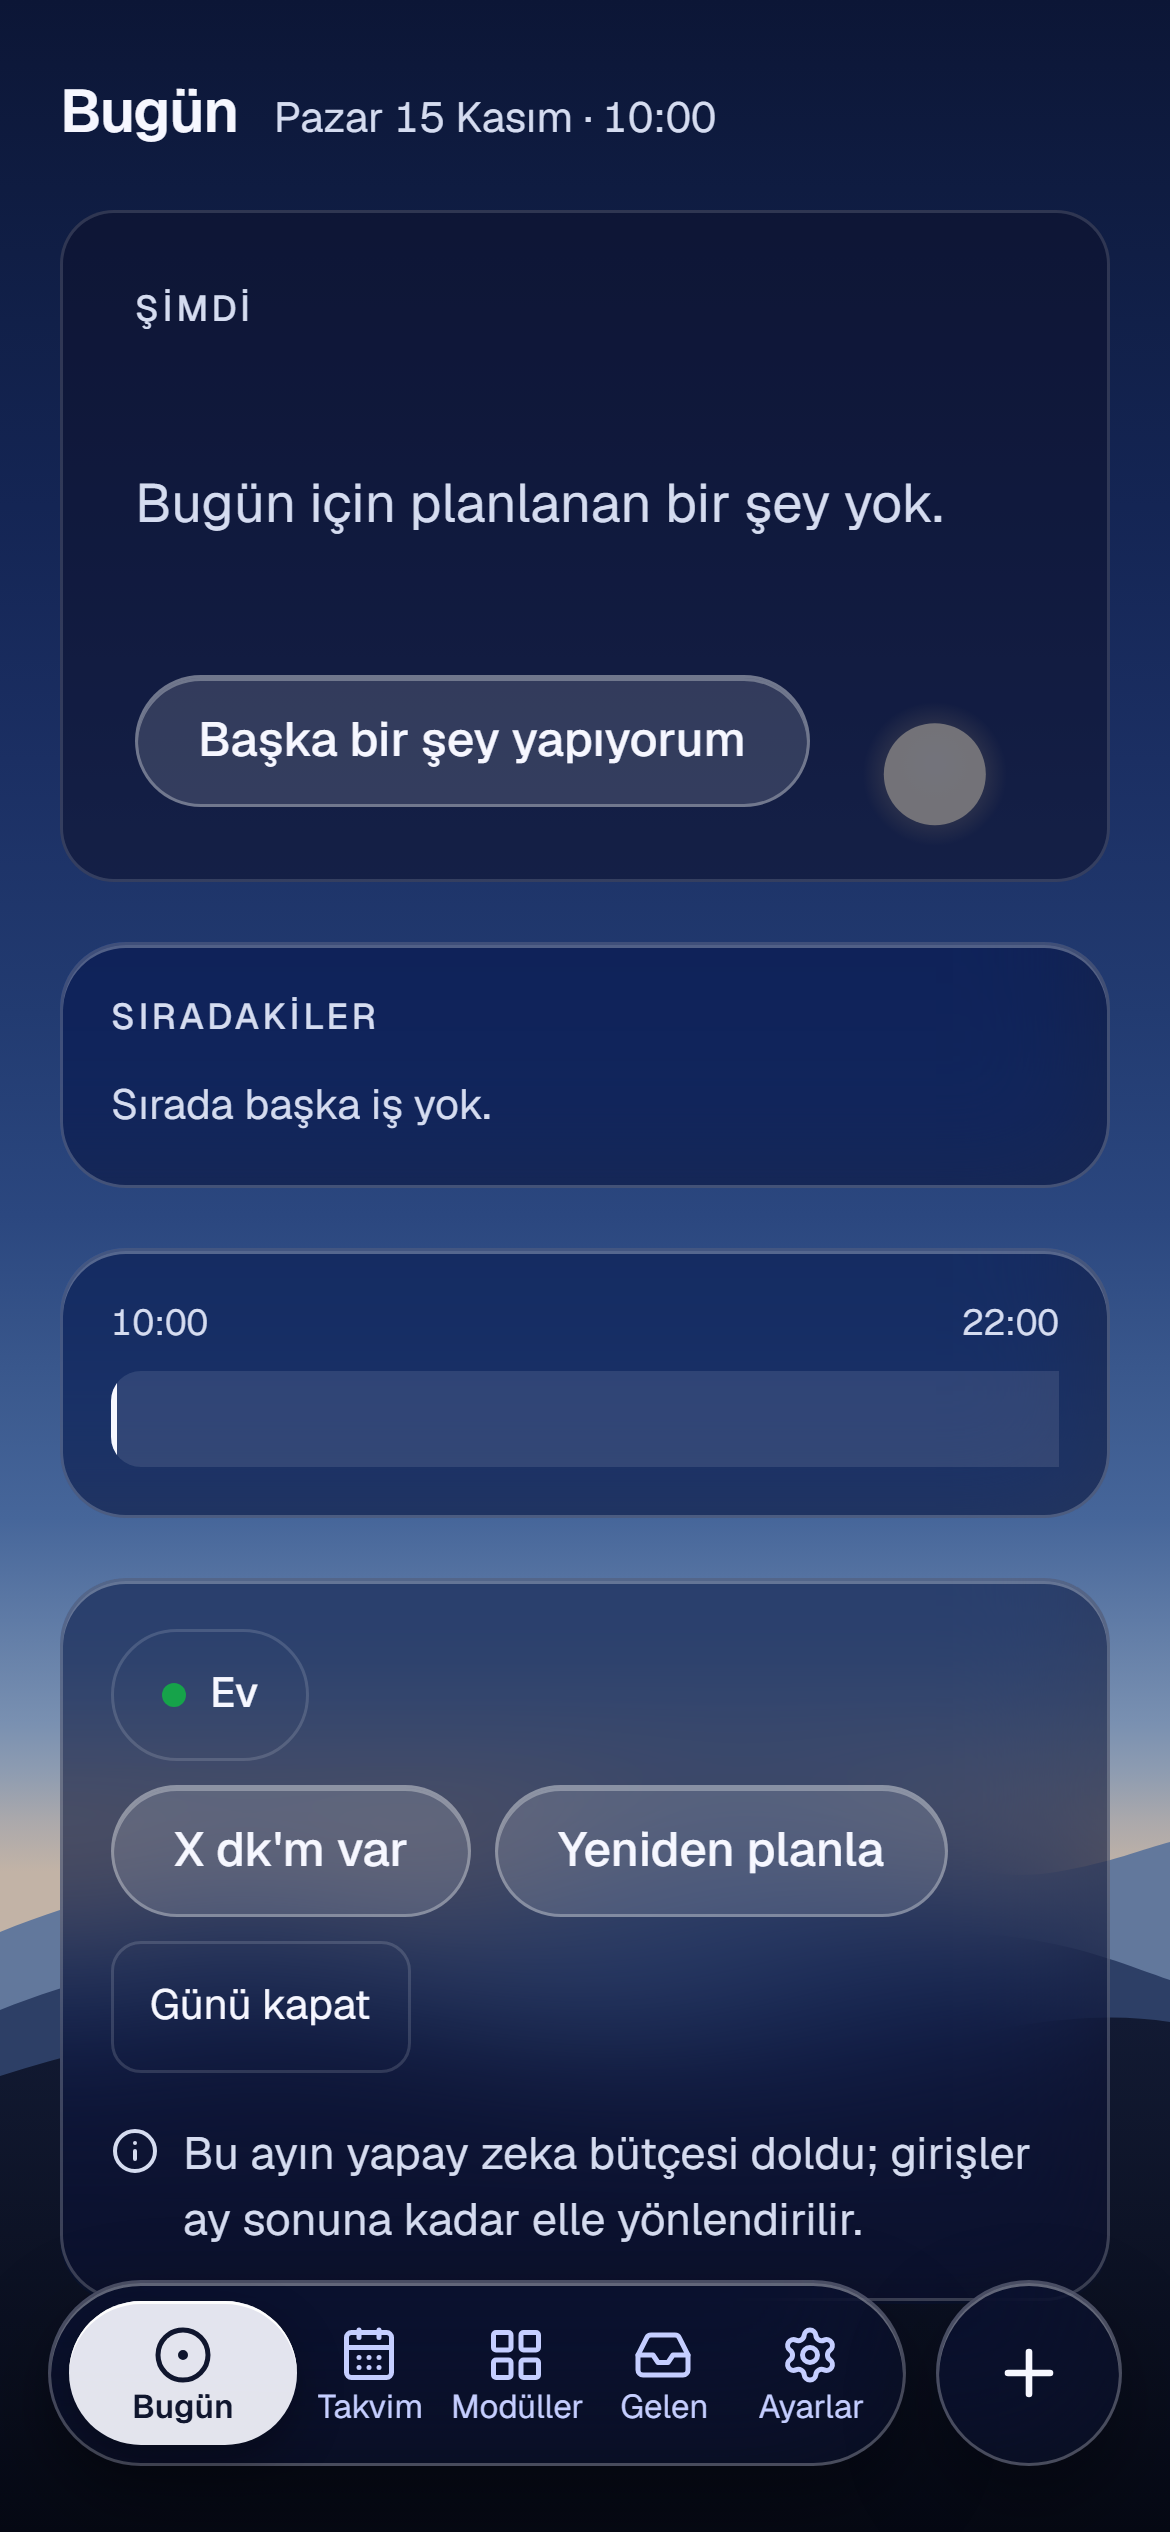 Bugün Pazar 15 Kasım · 10:00
ŞİMDİ
Bugün için planlanan bir şey yok.
Başka bir şey yapıyorum
SIRADAKİLER
Sırada başka iş yok.
10:00 22:00
Ev
X dk'm var Yeniden planla
Günü kapat
Bu ayın yapay zeka bütçesi doldu; girişler
ay sonuna kadar elle yönlendirilir.
Bugün Takvim Modüller Gelen Ayarlar